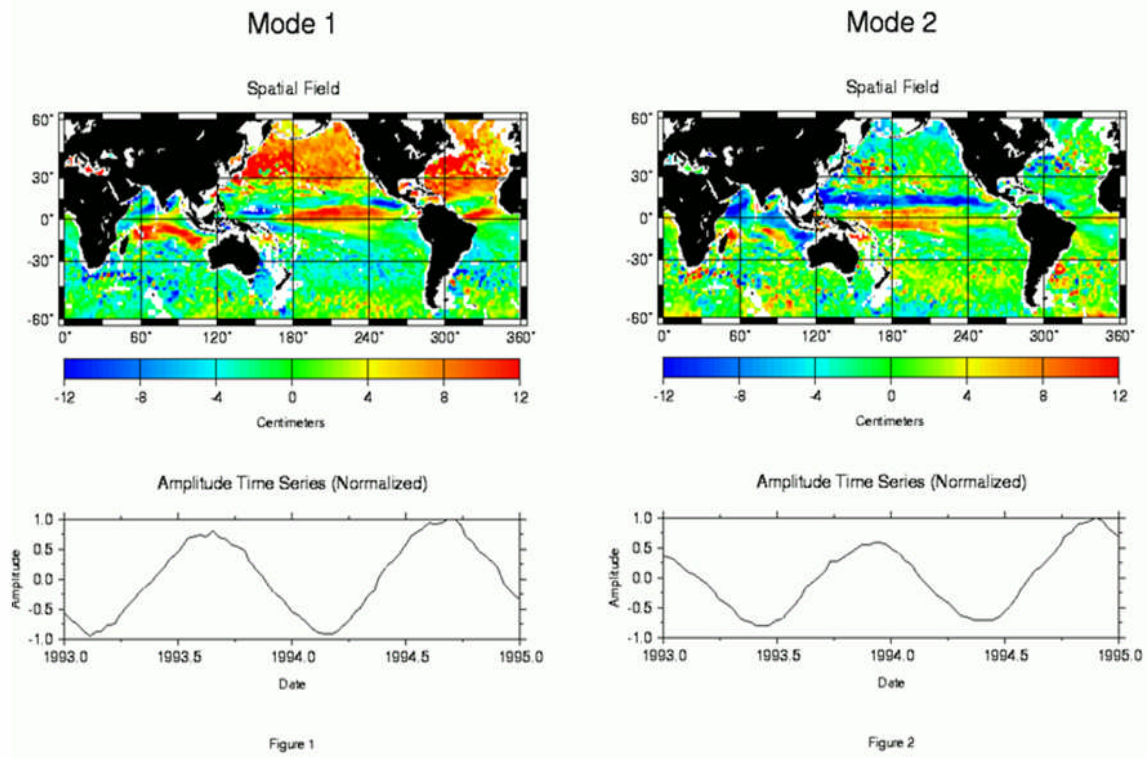 Mode 1
Spatial Field
60°
30°
0°
-30°
-60°
0° 60° 120° 180° 240° 300° 360°
-12 -8 -4 0 4 8 12
Centimeters
Amplitude Time Series (Normalized)
1.0
0.5
0.0
-0.5
-1.0
Amplitude
1993.0 1993.5 1994.0 1994.5 1995.0
Date
Figure 1
Mode 2
Spatial Field
60°
30°
0°
-30°
-60°
0° 60° 120° 180° 240° 300° 360°
-12 -8 -4 0 4 8 12
Centimeters
Amplitude Time Series (Normalized)
1.0
0.5
0.0
-0.5
-1.0
Amplitude
1993.0 1993.5 1994.0 1994.5 1995.0
Date
Figure 2